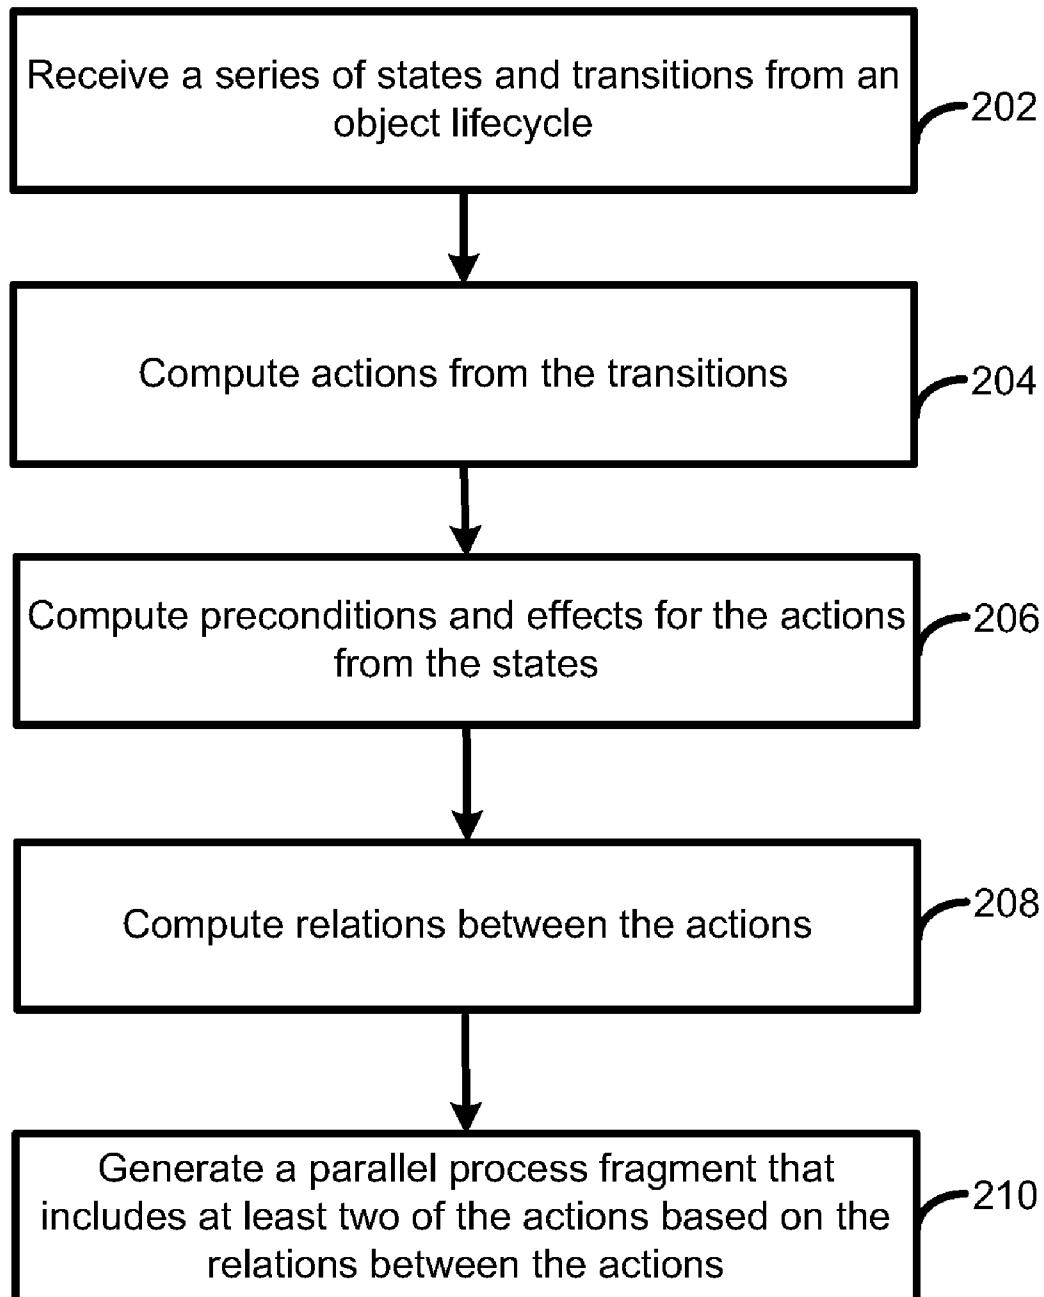 Receive a series of states and transitions from an
object lifecycle
202
Compute actions from the transitions
204
Compute preconditions and effects for the actions
from the states
206
Compute relations between the actions
208
Generate a parallel process fragment that
includes at least two of the actions based on the
relations between the actions
210